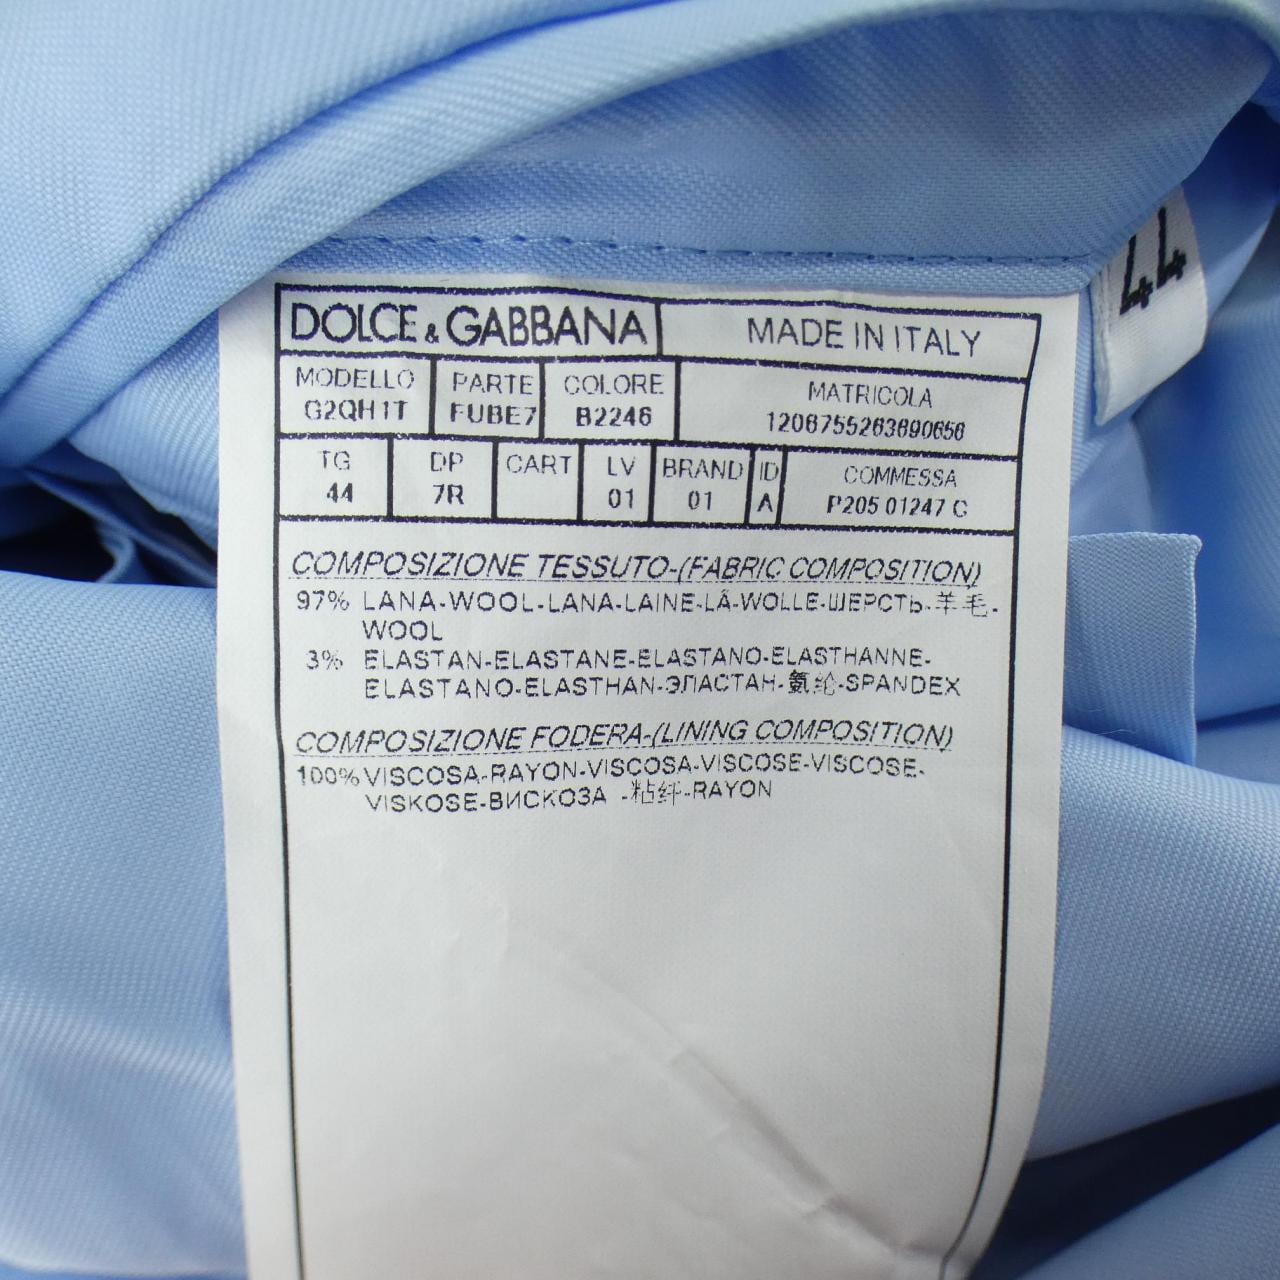 DOLCE & GABBANA MADE IN ITALY
MODELLO PARTE COLORE MATRICOLA
G2QH1T FUBE7 B2246 1206755263690656
TG DP CART LV BRAND ID COMMESSA
44 7R 01 01 A P205 01247 C
COMPOSIZIONE TESSUTO-(FABRIC COMPOSITION)
97% LANA-WOOL-LANA-LAINE-LÃ-WOLLE-ШЕРСТЬ-羊毛-
WOOL
3% ELASTAN-ELASTANE-ELASTANO-ELASTHANNE-
ELASTANO-ELASTHAN-ЭЛАСТАН-氨纶-SPANDEX
COMPOSIZIONE FODERA-(LINING COMPOSITION)
100% VISCOSA-RAYON-VISCOSA-VISCOSE-VISCOSE-
VISKOSE-ВИСКОЗА -粘纤-RAYON
44